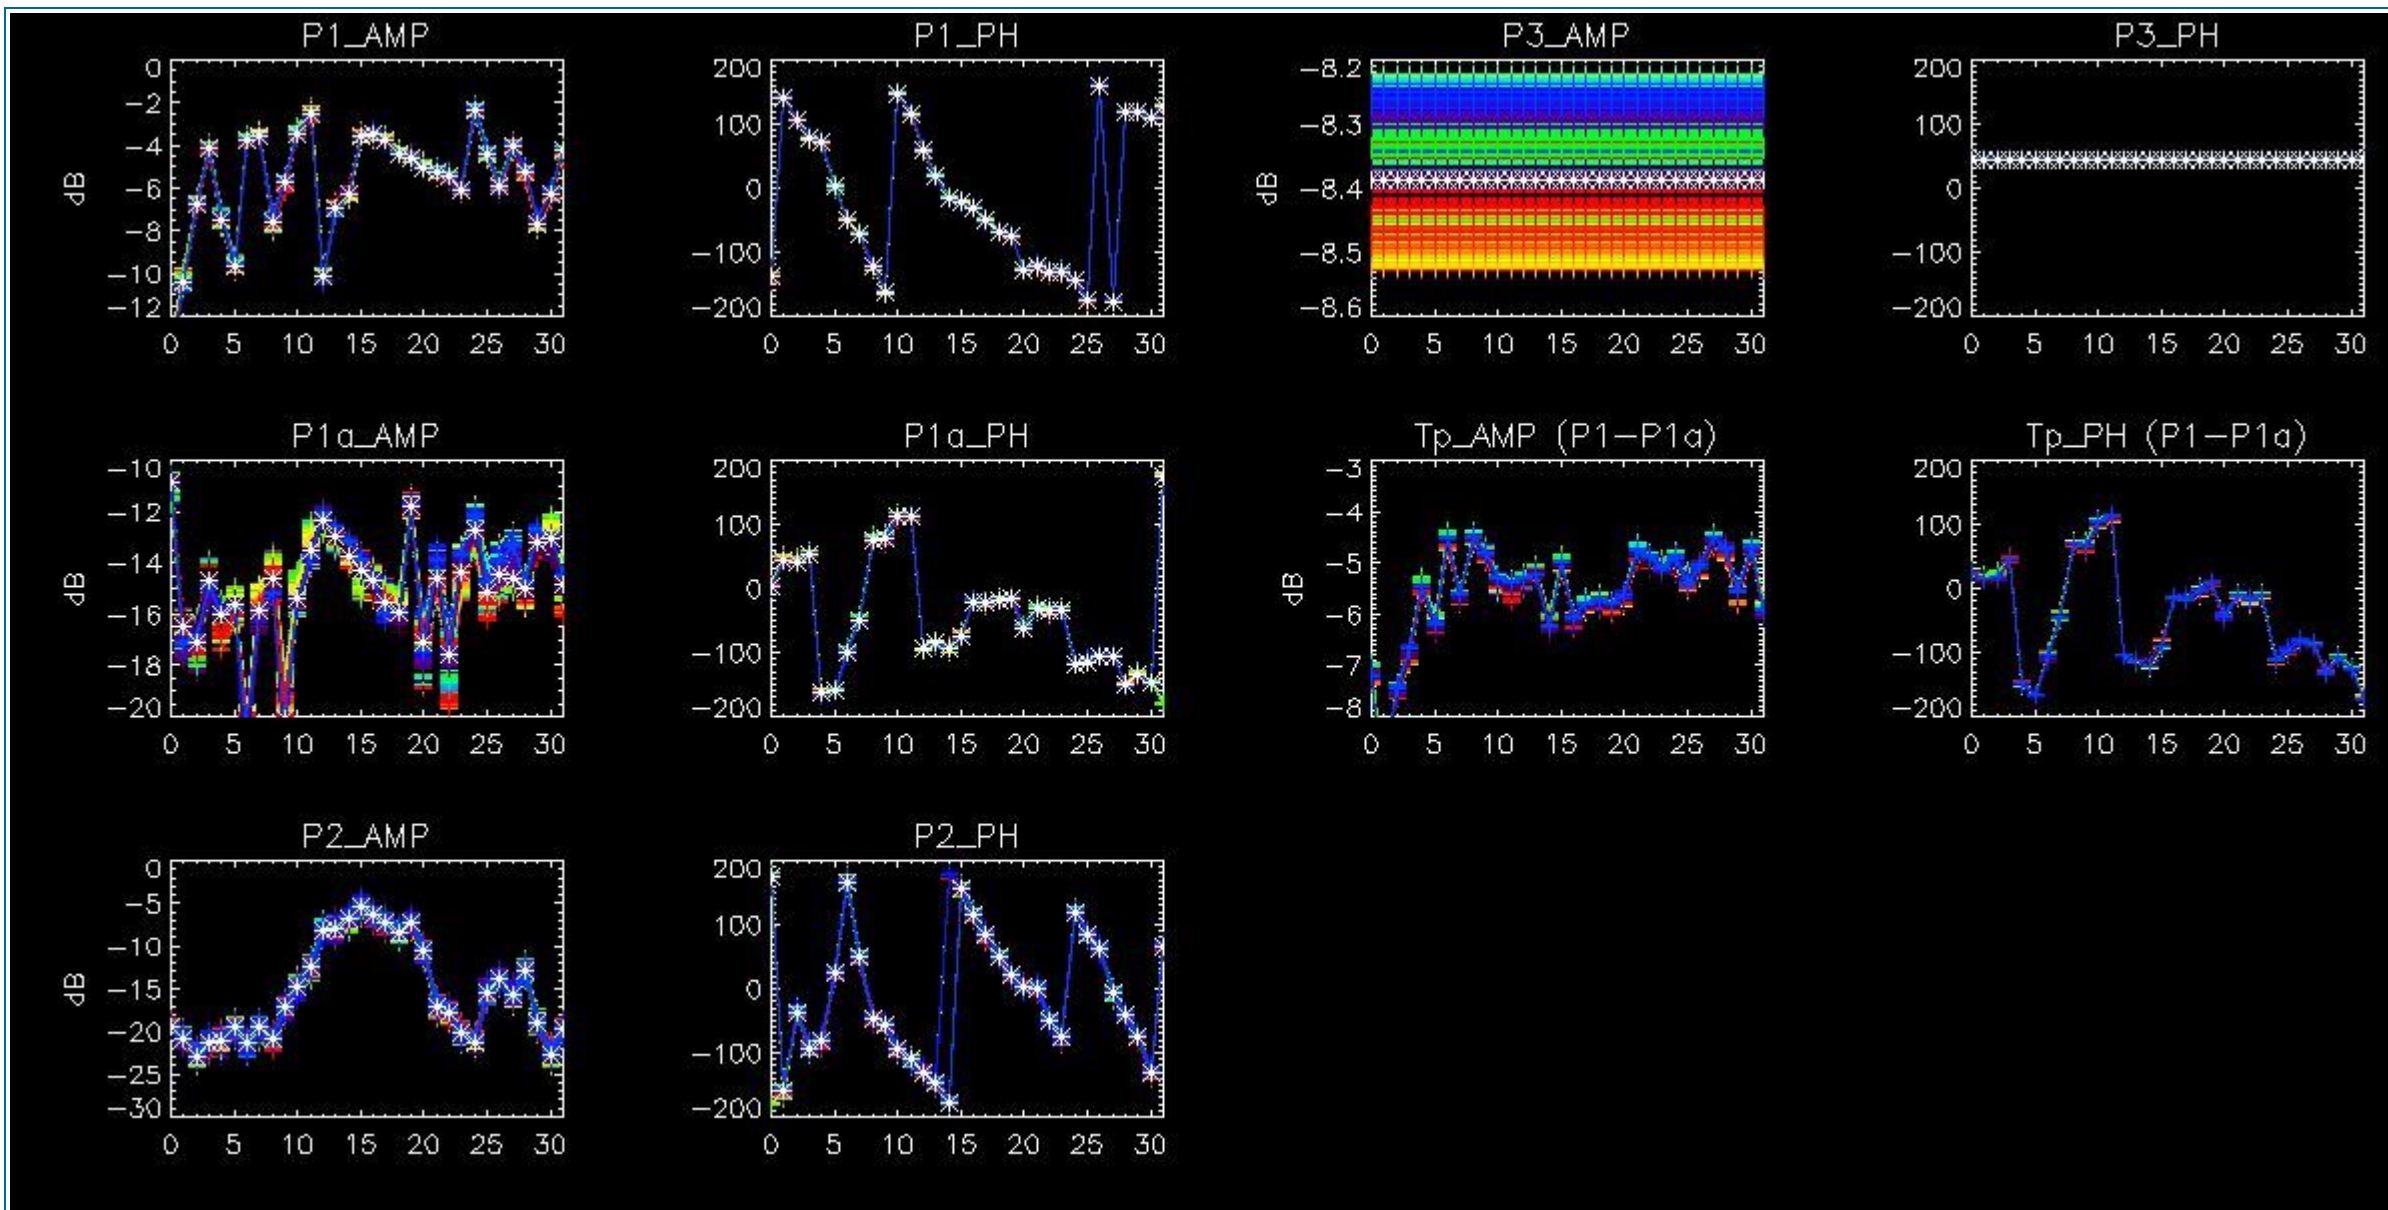 P1_AMP
P1_PH
P3_AMP
P3_PH
0
−2
−4
−6
−8
−10
−12
dB
0 5 10 15 20 25 30
200
100
0
−100
−200
0 5 10 15 20 25 30
−8.2
−8.3
−8.4
−8.5
−8.6
dB
0 5 10 15 20 25 30
200
100
0
−100
−200
0 5 10 15 20 25 30
P1a_AMP
P1a_PH
Tp_AMP (P1−P1a)
Tp_PH (P1−P1a)
−10
−12
−14
−16
−18
−20
dB
0 5 10 15 20 25 30
200
100
0
−100
−200
0 5 10 15 20 25 30
−3
−4
−5
−6
−7
−8
dB
0 5 10 15 20 25 30
200
100
0
−100
−200
0 5 10 15 20 25 30
P2_AMP
P2_PH
0
−5
−10
−15
−20
−25
−30
dB
0 5 10 15 20 25 30
200
100
0
−100
−200
0 5 10 15 20 25 30